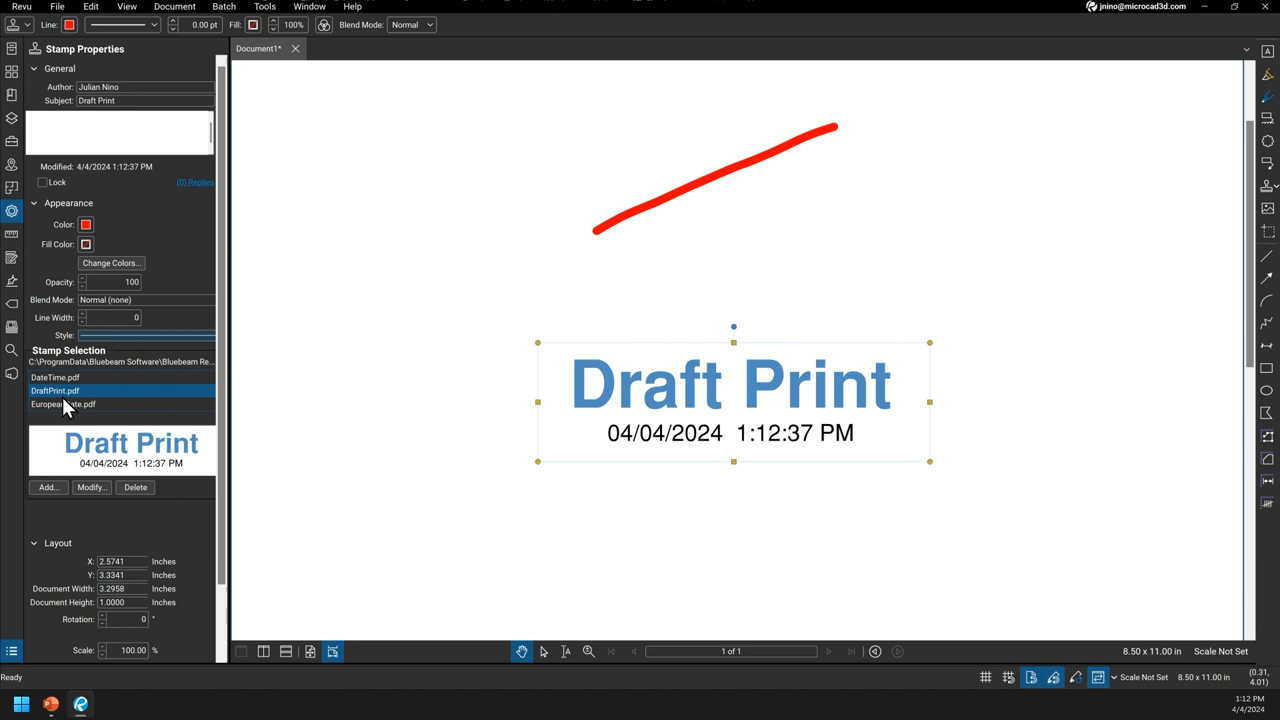 Revu File Edit View Document Batch Tools Window Help jnino@microcad3d.com
Line: 0.00 pt Fill: 100% Blend Mode: Normal
Stamp Properties
Document1*
General
Author: Julian Nino
Subject: Draft Print
Modified: 4/4/2024 1:12:37 PM
Lock
(0) Replies
Appearance
Color:
Fill Color:
Change Colors...
Opacity: 100
Blend Mode: Normal (none)
Line Width: 0
Style:
Stamp Selection
C:\ProgramData\Bluebeam Software\Bluebeam Re...
DateTime.pdf
DraftPrint.pdf
Draft Print
04/04/2024 1:12:37 PM
Add... Modify... Delete
Layout
X: 2.5741 Inches
Y: 3.3341 Inches
Document Width: 3.2958 Inches
Document Height: 1.0000 Inches
Rotation: 0 °
Scale: 100.00 %
Draft Print
04/04/2024 1:12:37 PM
1 of 1
8.50 x 11.00 in Scale Not Set
Ready
Scale Not Set 8.50 x 11.00 in (0.31, 4.01)
1:12 PM
4/4/2024